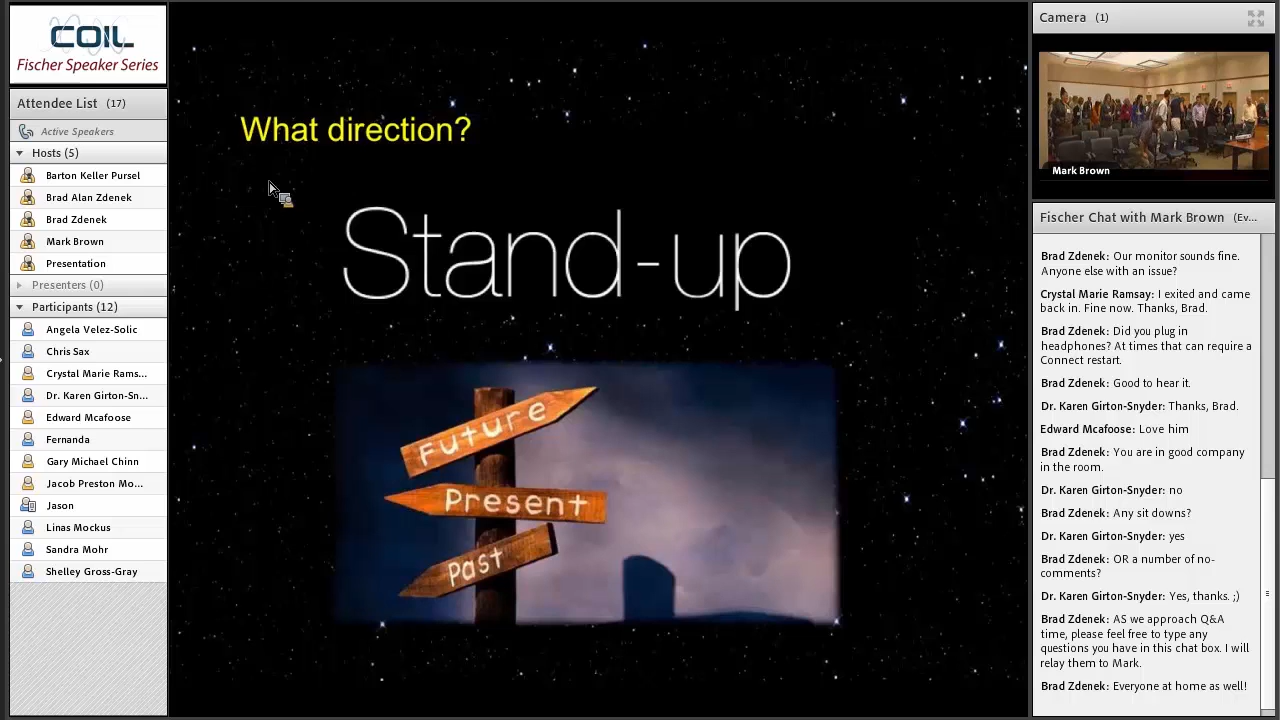 COIL
Fischer Speaker Series
Attendee List (17)
Active Speakers
Hosts (5)
Barton Keller Pursel
Brad Alan Zdenek
Brad Zdenek
Mark Brown
Presentation
Presenters (0)
Participants (12)
Angela Velez-Solic
Chris Sax
Crystal Marie Rams...
Dr. Karen Girton-Sn...
Edward Mcafoose
Fernanda
Gary Michael Chinn
Jacob Preston Mo...
Jason
Linas Mockus
Sandra Mohr
Shelley Gross-Gray
What direction?
Stand-up
Future
Present
Past
Camera (1)
Mark Brown
Fischer Chat with Mark Brown (Ev...
Brad Zdenek: Our monitor sounds fine.
Anyone else with an issue?
Crystal Marie Ramsay: I exited and came
back in. Fine now. Thanks, Brad.
Brad Zdenek: Did you plug in
headphones? At times that can require a
Connect restart.
Brad Zdenek: Good to hear it.
Dr. Karen Girton-Snyder: Thanks, Brad.
Edward Mcafoose: Love him
Brad Zdenek: You are in good company
in the room.
Dr. Karen Girton-Snyder: no
Brad Zdenek: Any sit downs?
Dr. Karen Girton-Snyder: yes
Brad Zdenek: OR a number of no-
comments?
Dr. Karen Girton-Snyder: Yes, thanks. ;)
Brad Zdenek: AS we approach Q&A
time, please feel free to type any
questions you have in this chat box. I will
relay them to Mark.
Brad Zdenek: Everyone at home as well!